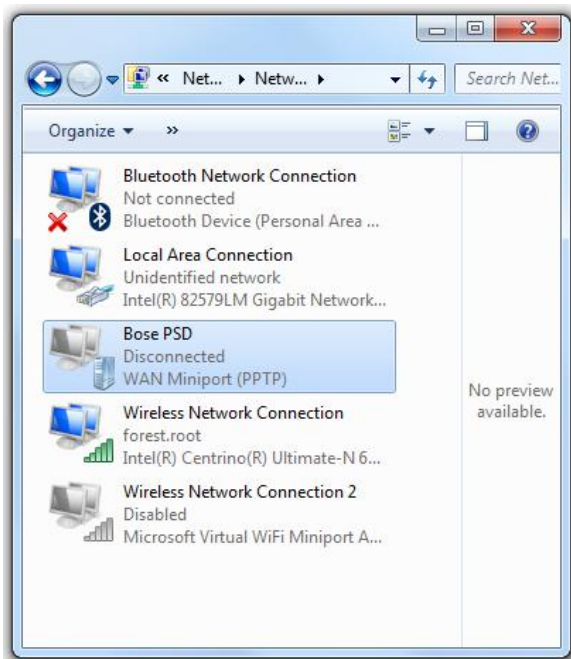 « Net... Netw...
Search Net...
Organize »
Bluetooth Network Connection
Not connected
Bluetooth Device (Personal Area ...
Local Area Connection
Unidentified network
Intel(R) 82579LM Gigabit Network...
Bose PSD
Disconnected
WAN Miniport (PPTP)
Wireless Network Connection
forest.root
Intel(R) Centrino(R) Ultimate-N 6...
Wireless Network Connection 2
Disabled
Microsoft Virtual WiFi Miniport A...
No preview
available.